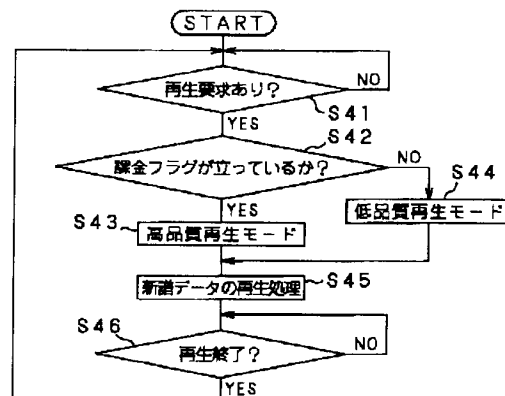 START
再生要求あり?
NO
S41
YES
S42
課金フラグが立っているか?
NO
S44
YES
S43
高品質再生モード
低品質再生モード
S45
新譜データの再生処理
S46
再生終了?
NO
YES